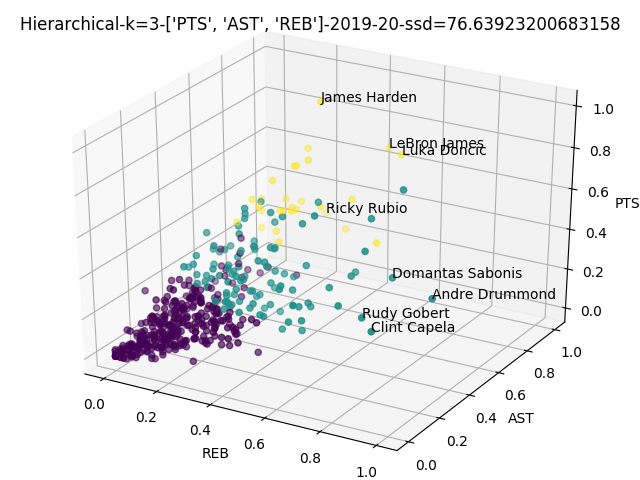 Hierarchical-k=3-['PTS', 'AST', 'REB']-2019-20-ssd=76.63923200683158
James Harden
LeBron James
Luka Doncic
Ricky Rubio
Domantas Sabonis
Andre Drummond
Rudy Gobert
Clint Capela
1.0
0.8
0.6
0.4
0.2
0.0
PTS
0.0
0.2
0.4
0.6
0.8
1.0
REB
0.0
0.2
0.4
0.6
0.8
1.0
AST